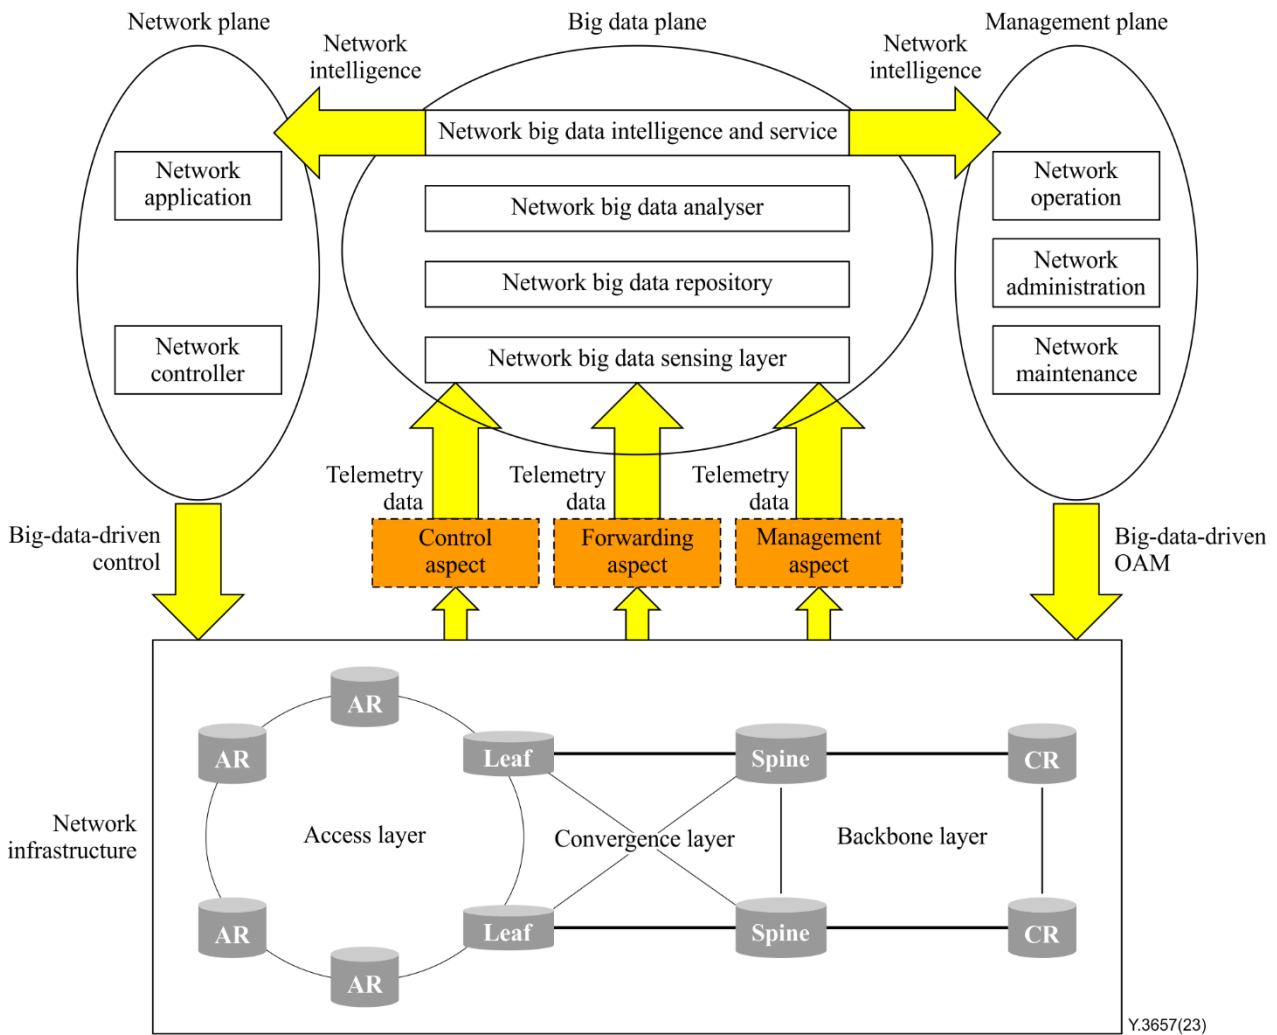 Network plane
Big data plane
Management plane
Network
intelligence
Network
intelligence
Network big data intelligence and service
Network
application
Network big data analyser
Network
operation
Network big data repository
Network
administration
Network
controller
Network big data sensing layer
Network
maintenance
Telemetry
data
Telemetry
data
Telemetry
data
Big-data-driven
control
Control
aspect
Forwarding
aspect
Management
aspect
Big-data-driven
OAM
AR
AR
Leaf
Spine
CR
Network
infrastructure
Access layer
Convergence layer
Backbone layer
AR
Leaf
Spine
CR
AR
Y.3657(23)